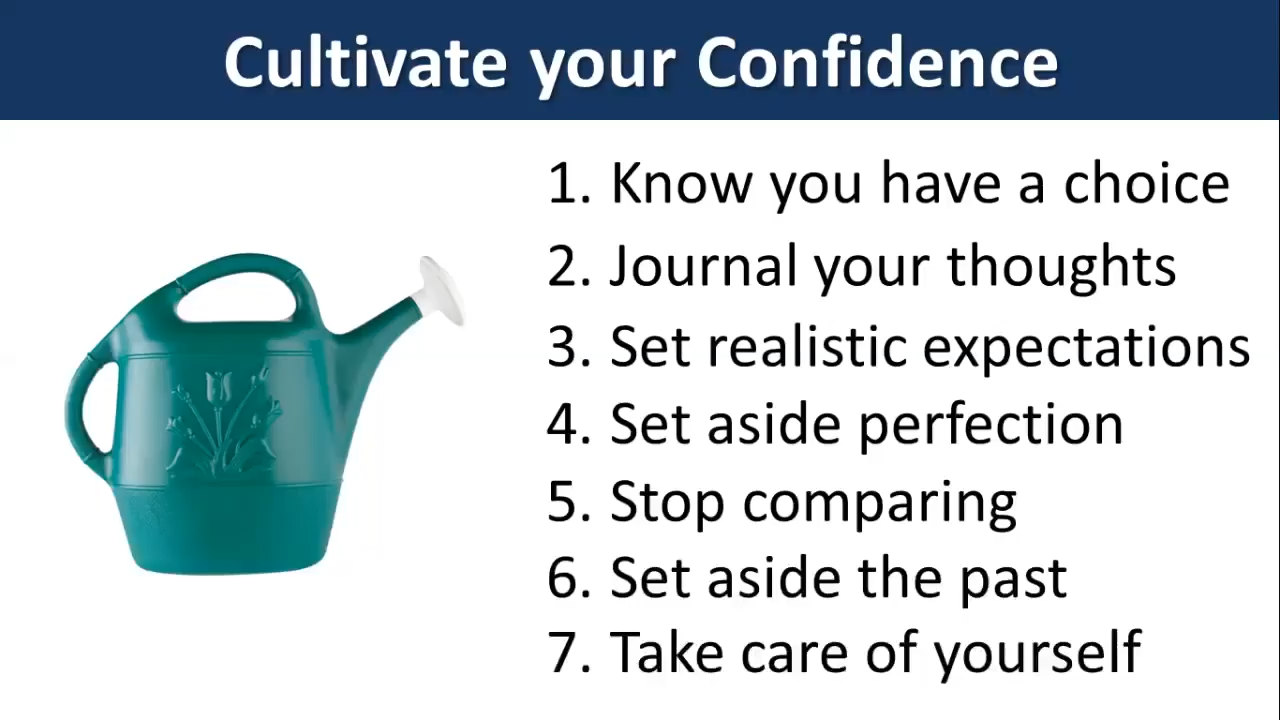 Cultivate your Confidence
1. Know you have a choice
2. Journal your thoughts
3. Set realistic expectations
4. Set aside perfection
5. Stop comparing
6. Set aside the past
7. Take care of yourself